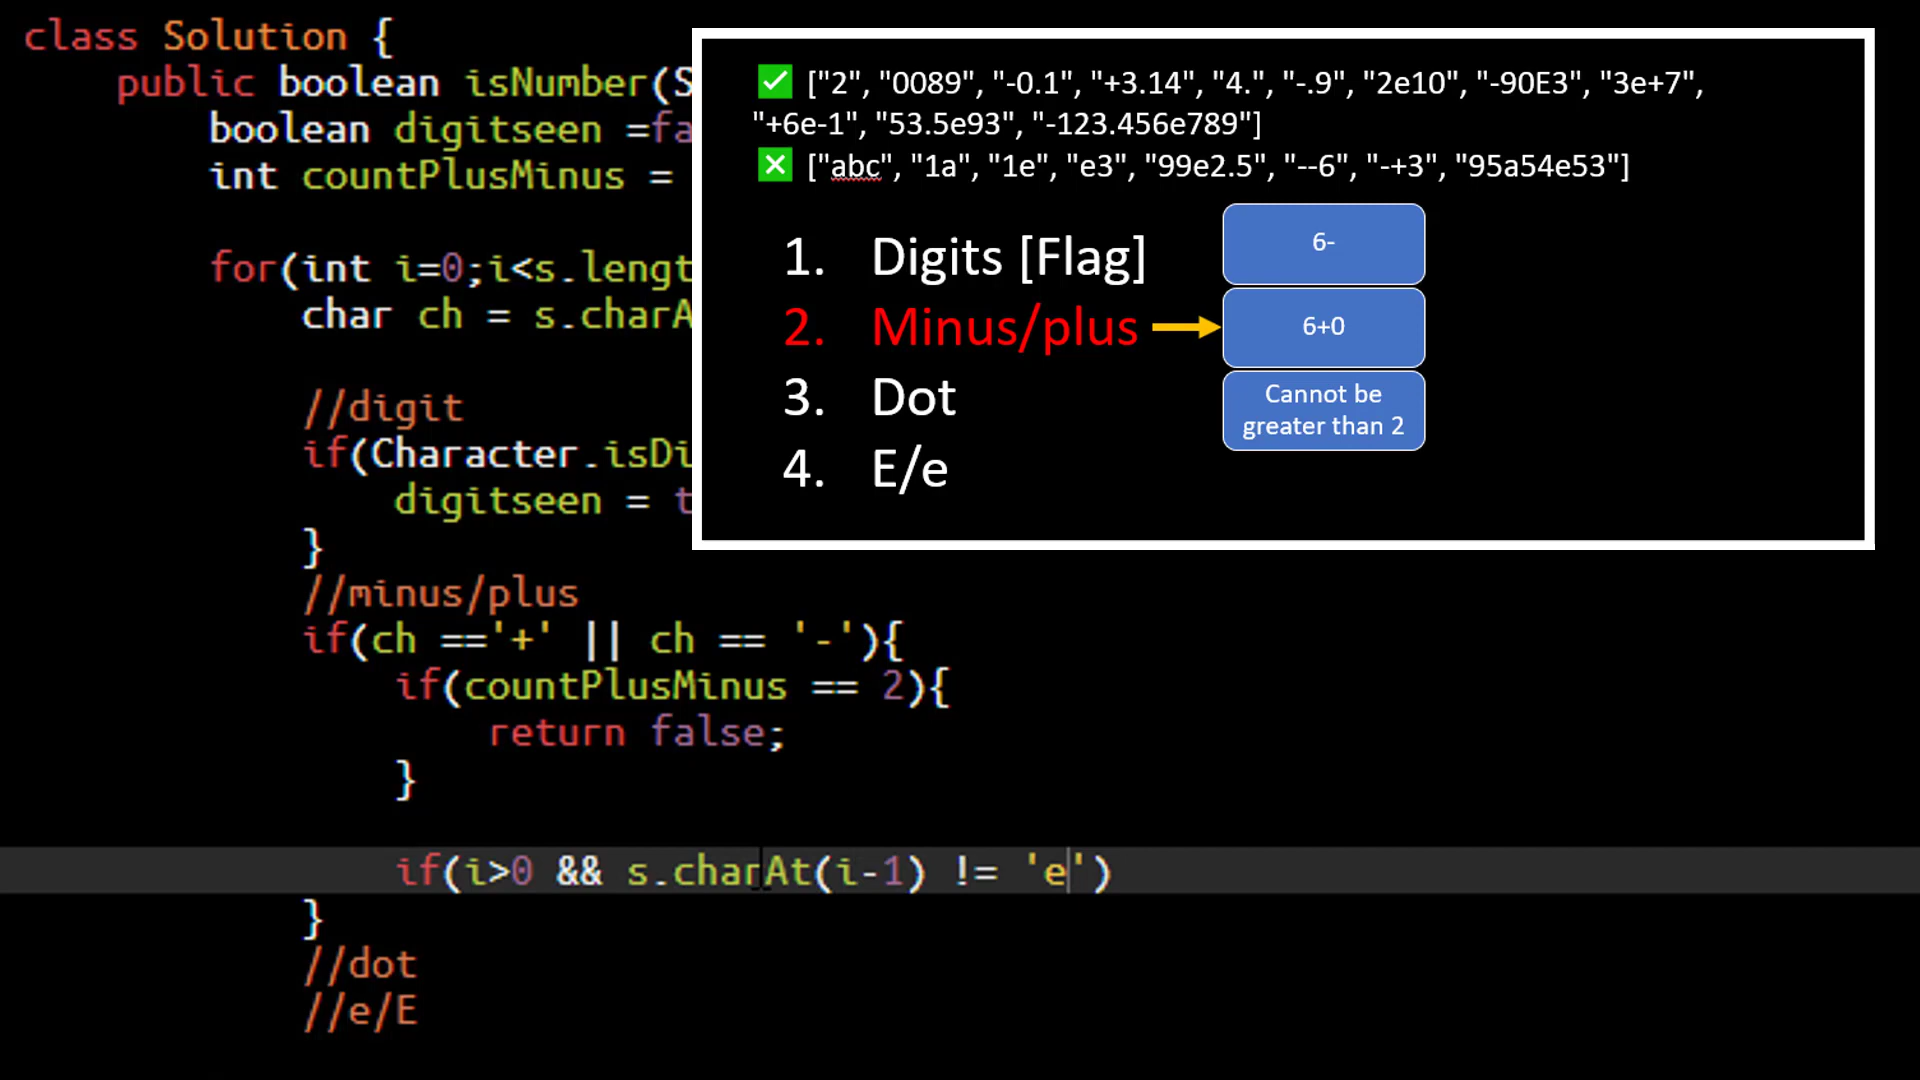 class Solution {
public boolean isNumber(S
boolean digitseen =fa
int countPlusMinus =
for(int i=0;i<s.lengt
char ch = s.charA
//digit
if(Character.isDi
digitseen = t
}
//minus/plus
if(ch =='+' || ch == '-'){
if(countPlusMinus == 2){
return false;
}
if(i>0 && s.charAt(i-1) != 'e')
}
//dot
//e/E
✅ ["2", "0089", "-0.1", "+3.14", "4.", "-.9", "2e10", "-90E3", "3e+7",
"+6e-1", "53.5e93", "-123.456e789"]
❎ ["abc", "1a", "1e", "e3", "99e2.5", "--6", "-+3", "95a54e53"]
1. Digits [Flag]
2. Minus/plus
3. Dot
4. E/e
6-
6+0
Cannot be
greater than 2